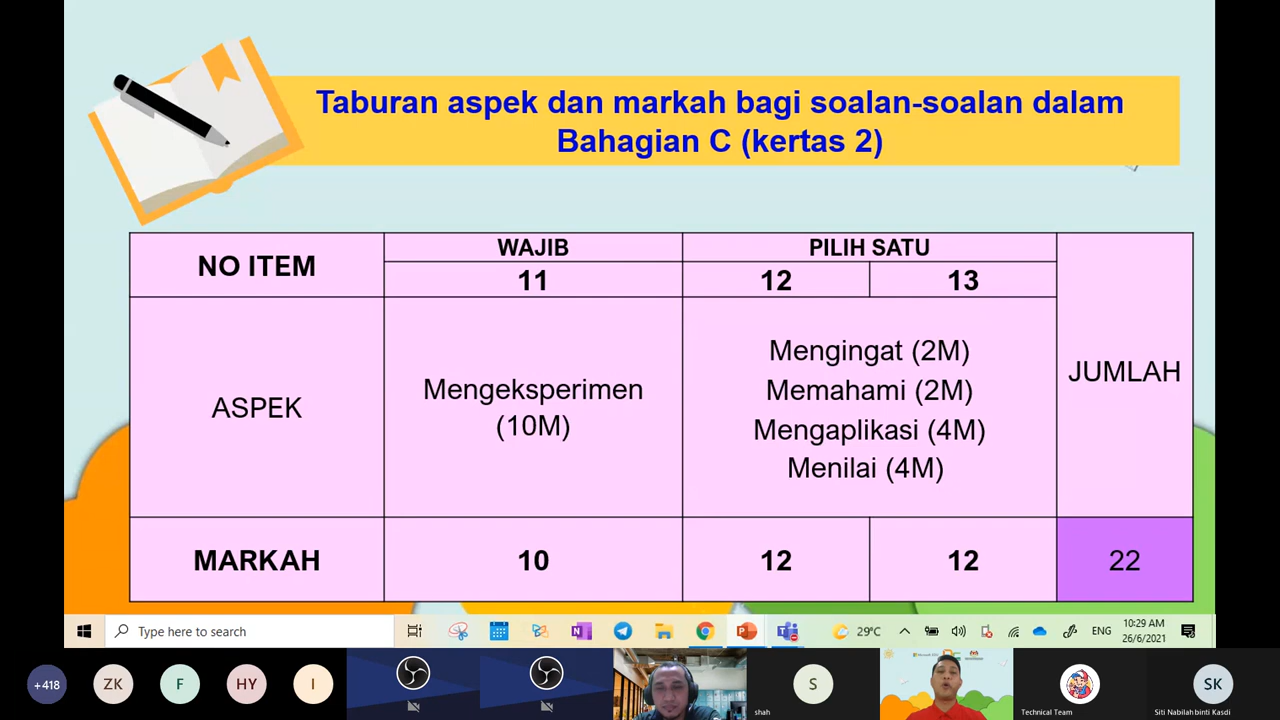 Taburan aspek dan markah bagi soalan-soalan dalam
Bahagian C (kertas 2)
NO ITEM
WAJIB
PILIH SATU
11
12
13
JUMLAH
ASPEK
Mengeksperimen
(10M)
Mengingat (2M)
Memahami (2M)
Mengaplikasi (4M)
Menilai (4M)
MARKAH
10
12
12
22
Type here to search
29°C
ENG
10:29 AM
26/6/2021
+418
ZK
F
HY
I
S
shah
Technical Team
SK
Siti Nabilah binti Kasdi